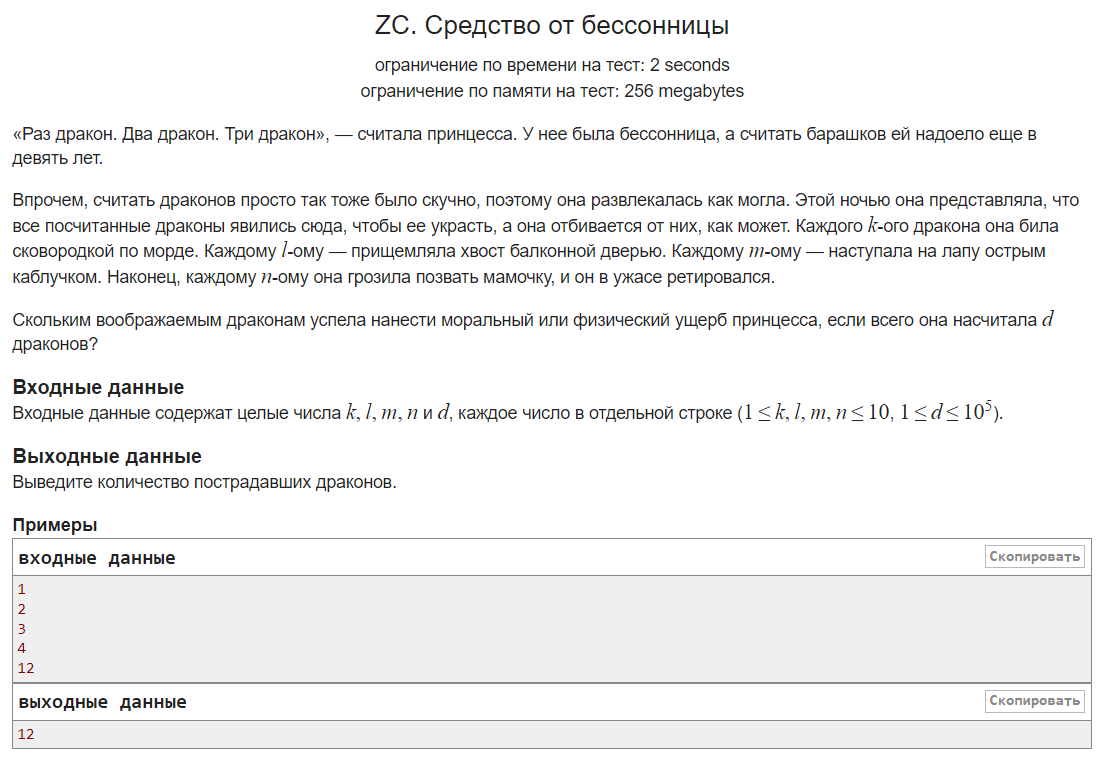 ZC. Средство от бессонницы
ограничение по времени на тест: 2 seconds
ограничение по памяти на тест: 256 megabytes
«Раз дракон. Два дракон. Три дракон», — считала принцесса. У нее была бессонница, а считать барашков ей надоело еще в
девять лет.
Впрочем, считать драконов просто так тоже было скучно, поэтому она развлекалась как могла. Этой ночью она представляла, что
все посчитанные драконы явились сюда, чтобы ее украсть, а она отбивается от них, как может. Каждого k-ого дракона она била
сковородкой по морде. Каждому l-ому — прищемляла хвост балконной дверью. Каждому m-ому — наступала на лапу острым
каблучком. Наконец, каждому n-ому она грозила позвать мамочку, и он в ужасе ретировался.
Скольким воображаемым драконам успела нанести моральный или физический ущерб принцесса, если всего она насчитала d
драконов?
Входные данные
Входные данные содержат целые числа k, l, m, n и d, каждое число в отдельной строке (1 ≤ k, l, m, n ≤ 10, 1 ≤ d ≤ 10⁵).
Выходные данные
Выведите количество пострадавших драконов.
Примеры
входные данные Скопировать
1
2
3
4
12
выходные данные Скопировать
12